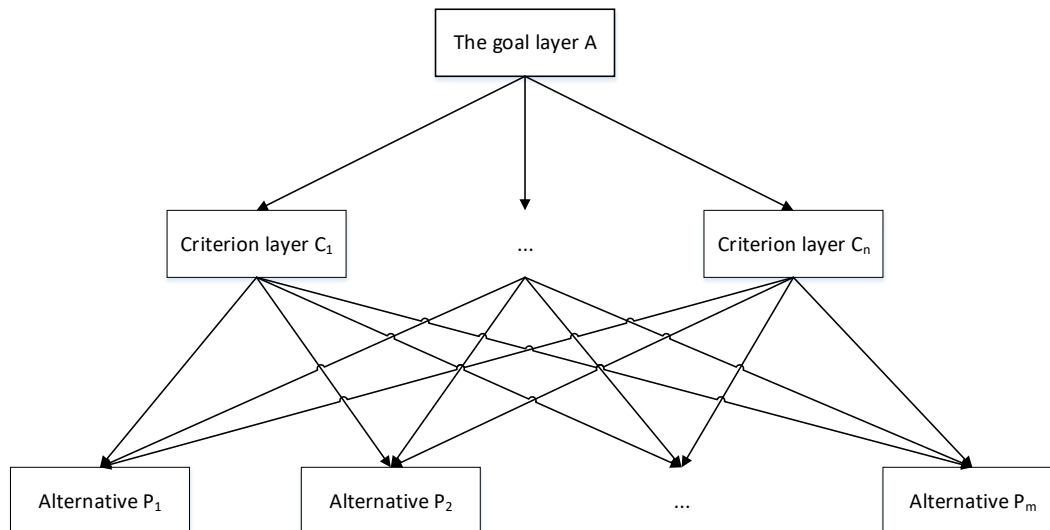 The goal layer A
Criterion layer C₁
...
Criterion layer Cₙ
Alternative P₁
Alternative P₂
...
Alternative Pₘ